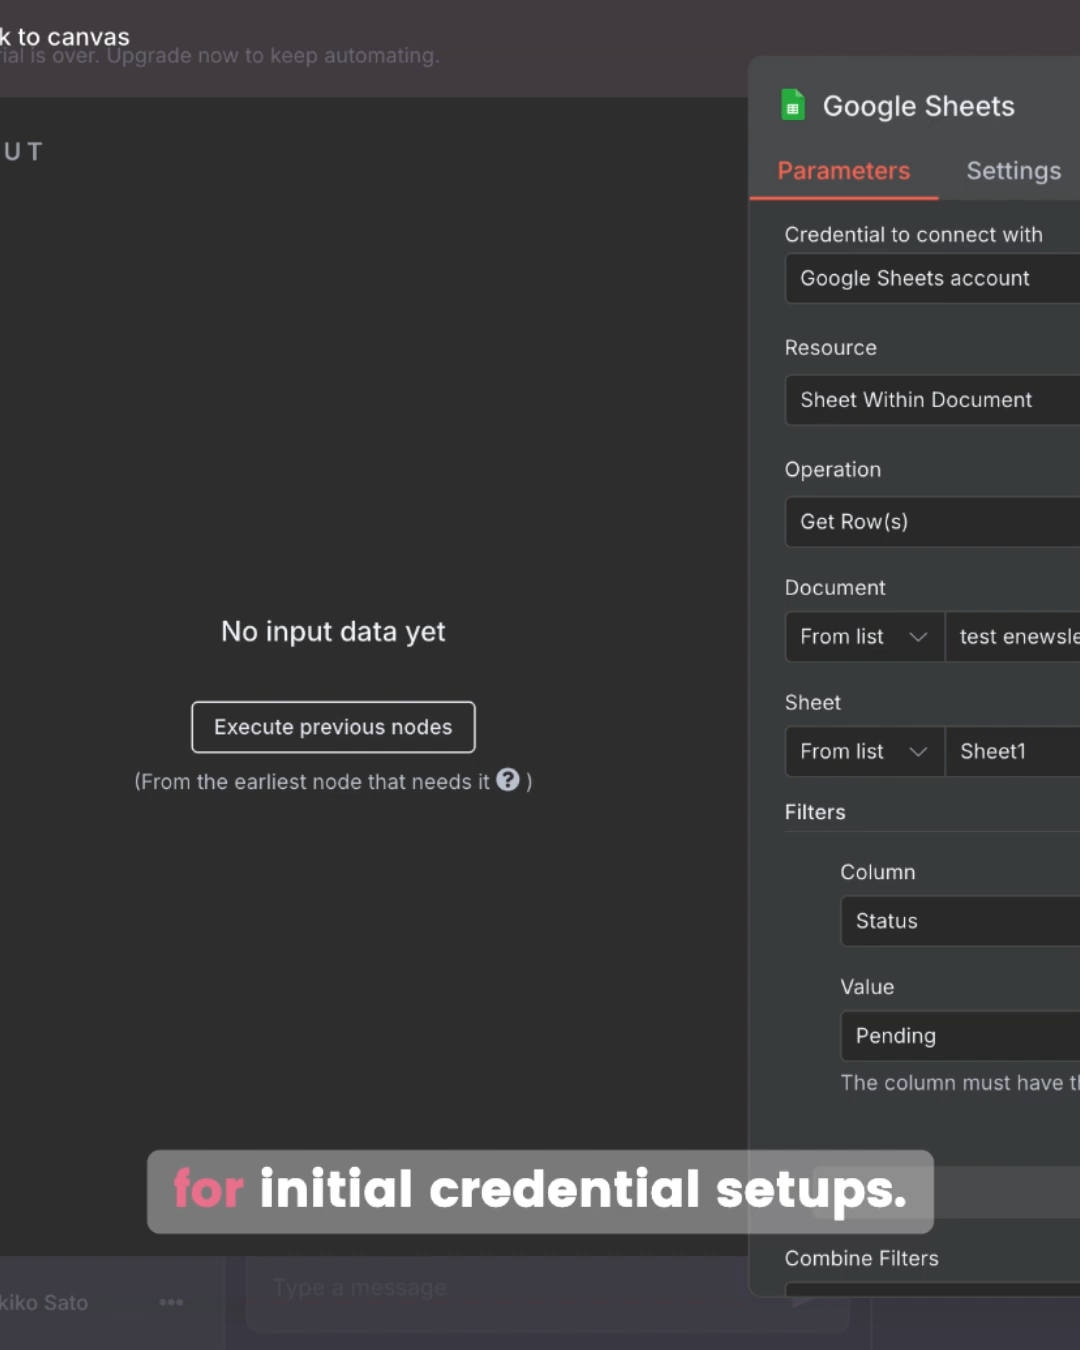 k to canvas
rial is over. Upgrade now to keep automating.
UT
No input data yet
Execute previous nodes
(From the earliest node that needs it ? )
Google Sheets
Parameters Settings
Credential to connect with
Google Sheets account
Resource
Sheet Within Document
Operation
Get Row(s)
Document
From list test enewsle
Sheet
From list Sheet1
Filters
Column
Status
Value
Pending
The column must have th
for initial credential setups.
Combine Filters
Type a message
kiko Sato